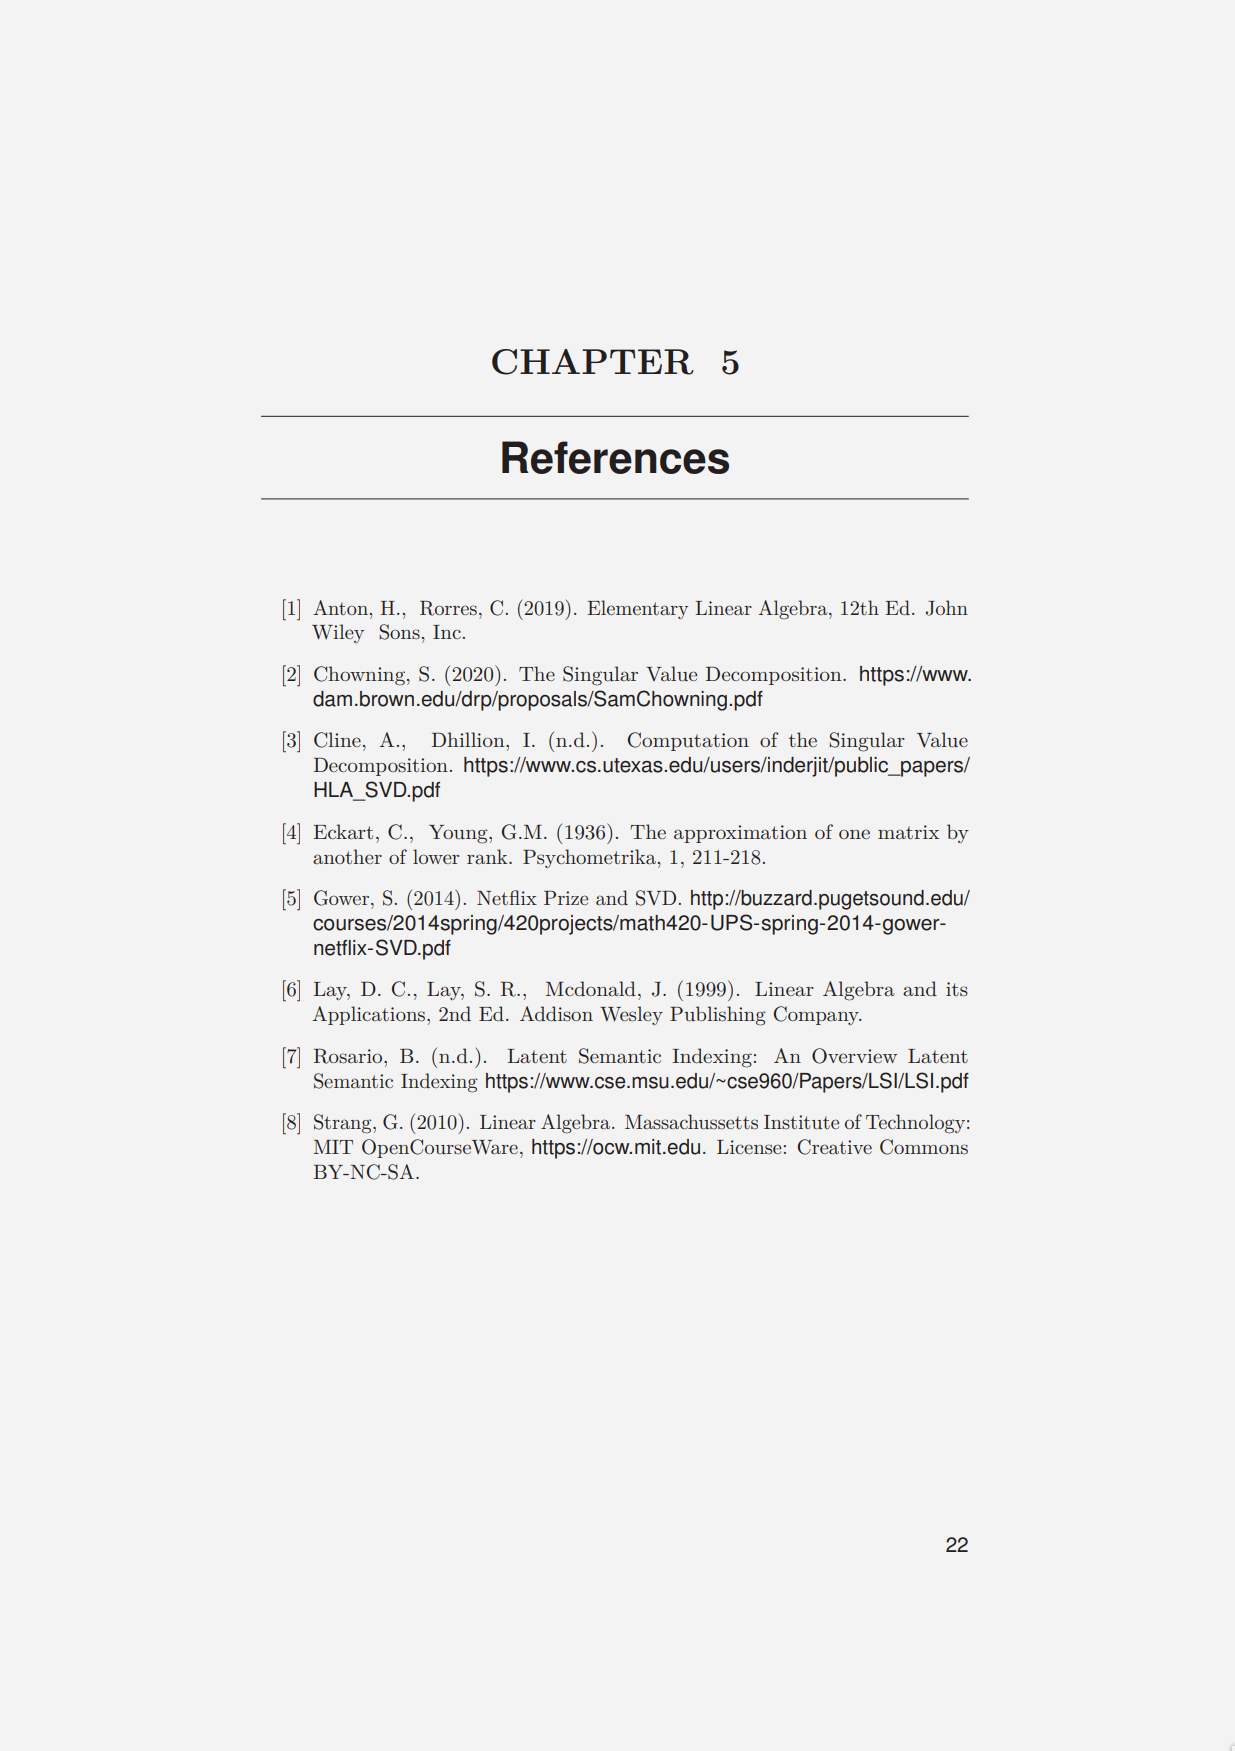 CHAPTER 5
References
[1] Anton, H., Rorres, C. (2019). Elementary Linear Algebra, 12th Ed. John
Wiley Sons, Inc.
[2] Chowning, S. (2020). The Singular Value Decomposition. https://www.
dam.brown.edu/drp/proposals/SamChowning.pdf
[3] Cline, A., Dhillion, I. (n.d.). Computation of the Singular Value
Decomposition. https://www.cs.utexas.edu/users/inderjit/public_papers/
HLA_SVD.pdf
[4] Eckart, C., Young, G.M. (1936). The approximation of one matrix by
another of lower rank. Psychometrika, 1, 211-218.
[5] Gower, S. (2014). Netflix Prize and SVD. http://buzzard.pugetsound.edu/
courses/2014spring/420projects/math420-UPS-spring-2014-gower-
netflix-SVD.pdf
[6] Lay, D. C., Lay, S. R., Mcdonald, J. (1999). Linear Algebra and its
Applications, 2nd Ed. Addison Wesley Publishing Company.
[7] Rosario, B. (n.d.). Latent Semantic Indexing: An Overview Latent
Semantic Indexing https://www.cse.msu.edu/~cse960/Papers/LSI/LSI.pdf
[8] Strang, G. (2010). Linear Algebra. Massachussetts Institute of Technology:
MIT OpenCourseWare, https://ocw.mit.edu. License: Creative Commons
BY-NC-SA.
22